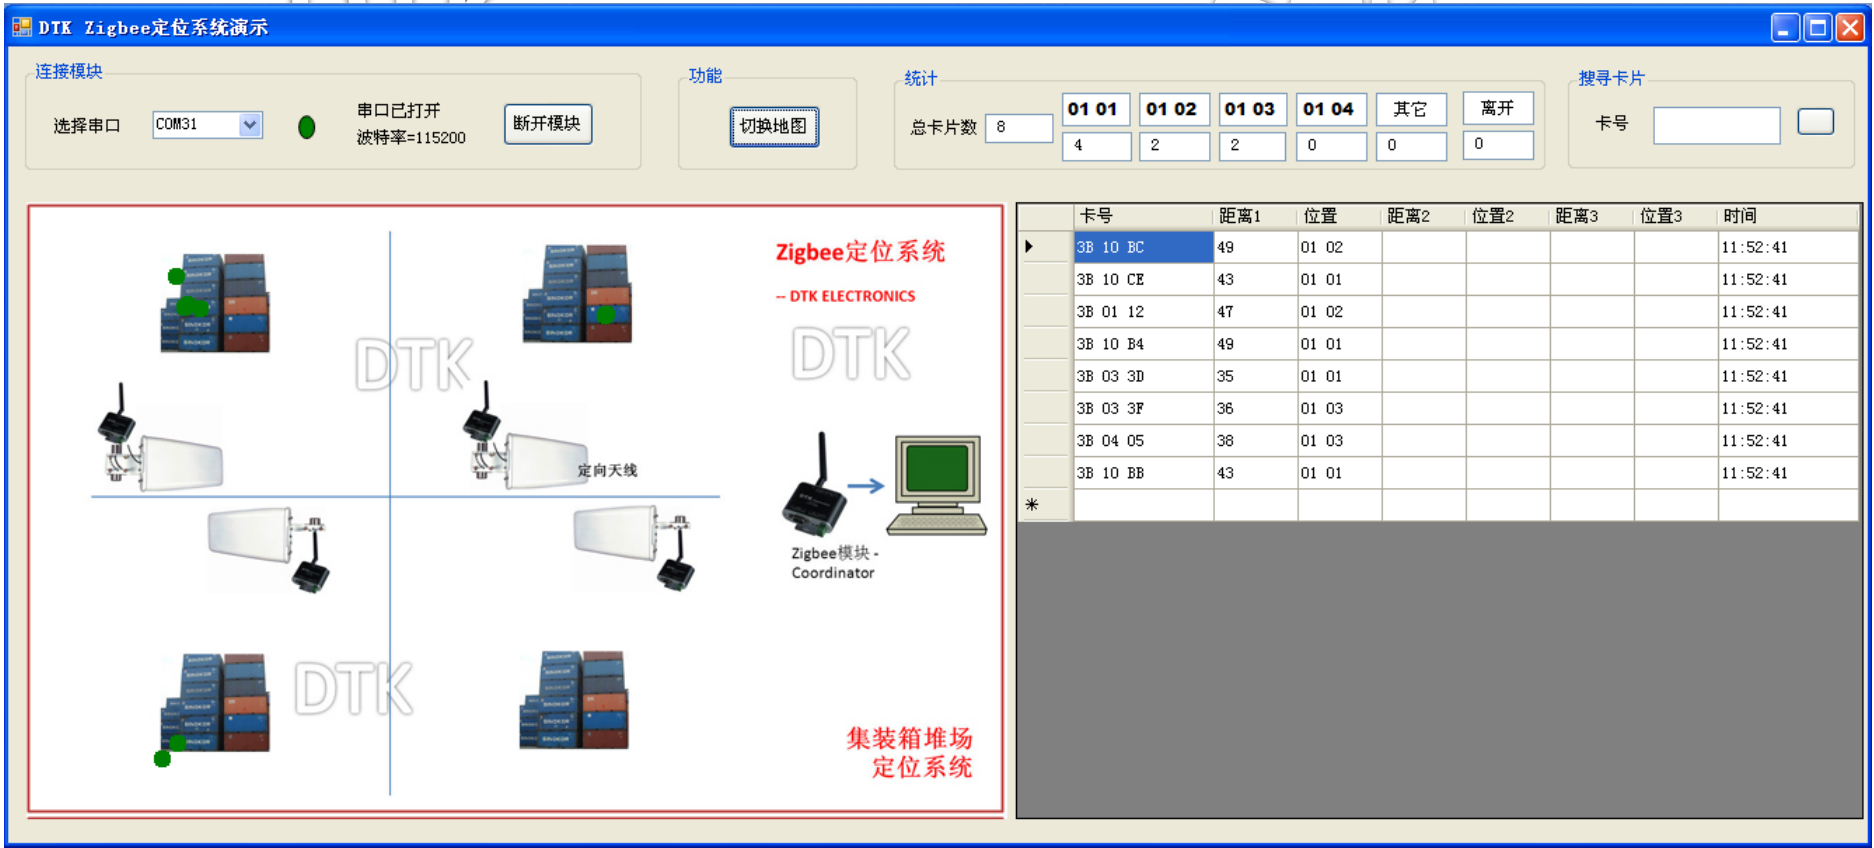 DTK Zigbee定位系统演示
连接模块
选择串口
COM31
串口已打开
波特率=115200
断开模块
功能
切换地图
统计
总卡片数
8
01 01
01 02
01 03
01 04
其它
离开
4
2
2
0
0
0
搜寻卡片
卡号
Zigbee定位系统
-- DTK ELECTRONICS
DTK
DTK
定向天线
Zigbee模块 -
Coordinator
DTK
集装箱堆场
定位系统
卡号 距离1 位置 距离2 位置2 距离3 位置3 时间
3B 10 BC 49 01 02 11:52:41
3B 10 CE 43 01 01 11:52:41
3B 01 12 47 01 02 11:52:41
3B 10 B4 49 01 01 11:52:41
3B 03 3D 35 01 01 11:52:41
3B 03 3F 36 01 03 11:52:41
3B 04 05 38 01 03 11:52:41
3B 10 BB 43 01 01 11:52:41